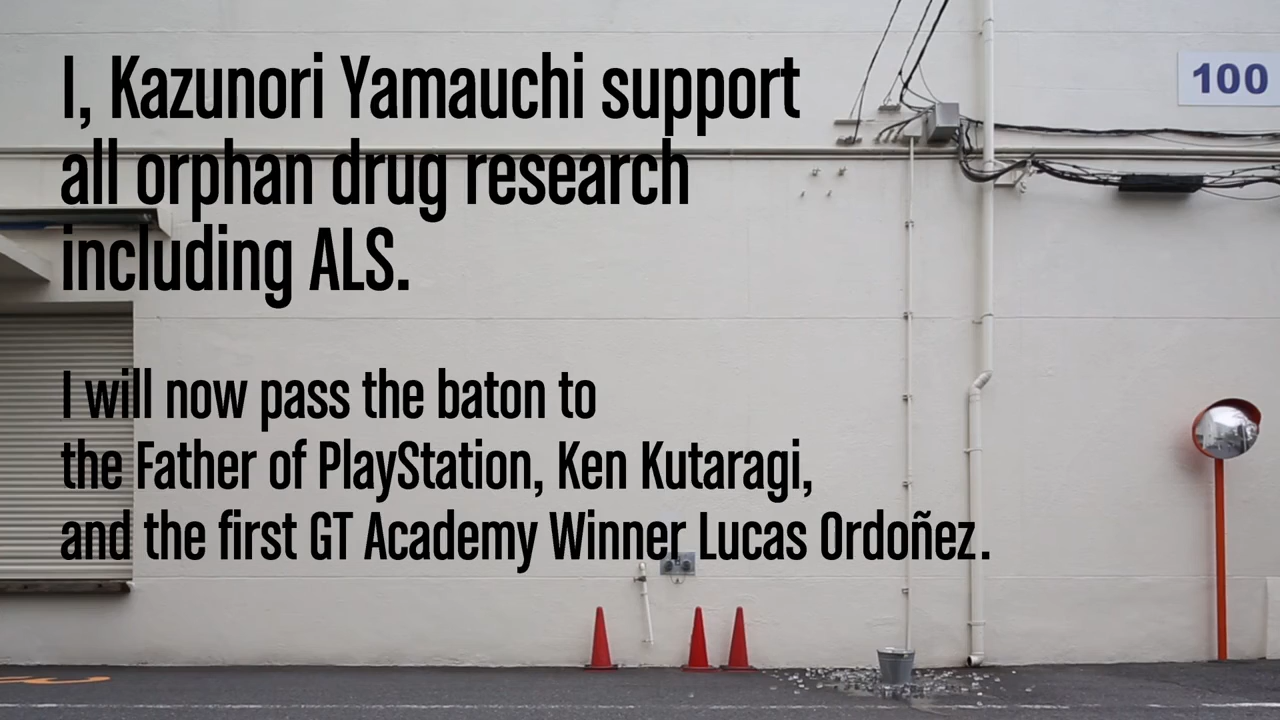 I, Kazunori Yamauchi support
all orphan drug research
including ALS.
I will now pass the baton to
the Father of PlayStation, Ken Kutaragi,
and the first GT Academy Winner Lucas Ordoñez.
100